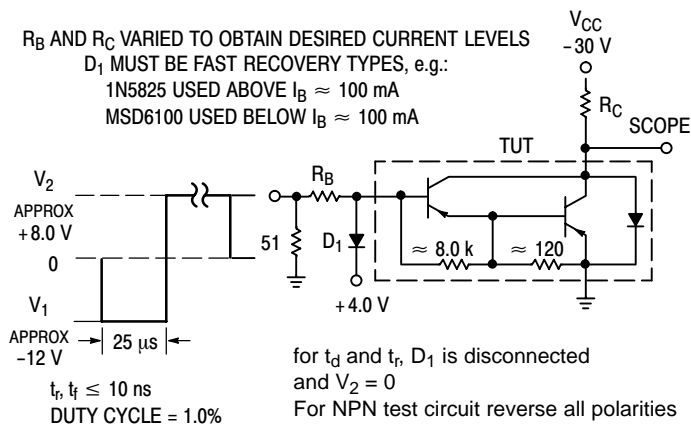 R_B AND R_C VARIED TO OBTAIN DESIRED CURRENT LEVELS
D_1 MUST BE FAST RECOVERY TYPES, e.g.:
1N5825 USED ABOVE I_B ≈ 100 mA
MSD6100 USED BELOW I_B ≈ 100 mA
V_CC
-30 V
R_C
SCOPE
TUT
V_2
APPROX
+8.0 V
0
V_1
APPROX
-12 V
25 μs
t_r, t_f ≤ 10 ns
DUTY CYCLE = 1.0%
R_B
51
D_1
+4.0 V
≈ 8.0 k
≈ 120
for t_d and t_r, D_1 is disconnected
and V_2 = 0
For NPN test circuit reverse all polarities